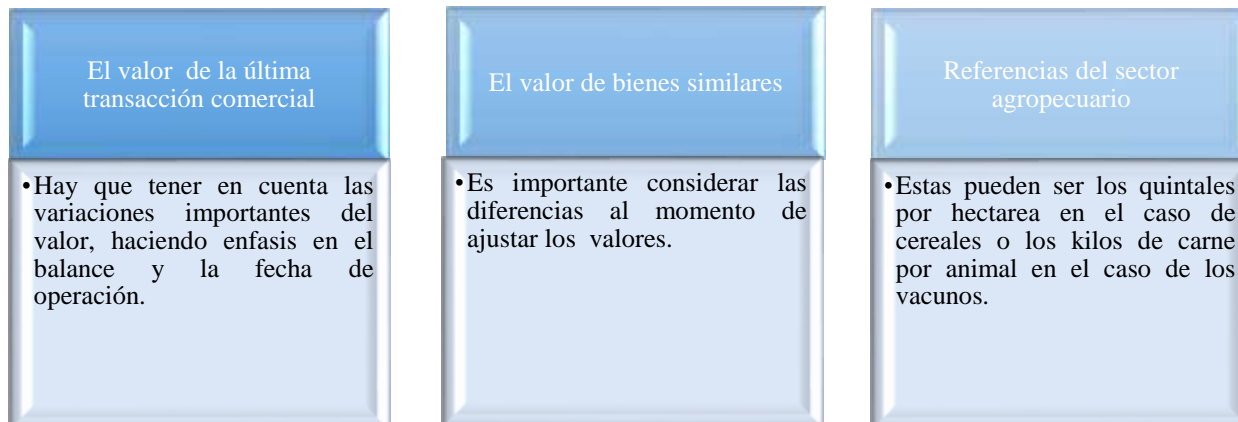 El valor de la última
transacción comercial
•Hay que tener en cuenta las
variaciones importantes del
valor, haciendo enfasis en el
balance y la fecha de
operación.
El valor de bienes similares
•Es importante considerar las
diferencias al momento de
ajustar los valores.
Referencias del sector
agropecuario
•Estas pueden ser los quintales
por hectarea en el caso de
cereales o los kilos de carne
por animal en el caso de los
vacunos.